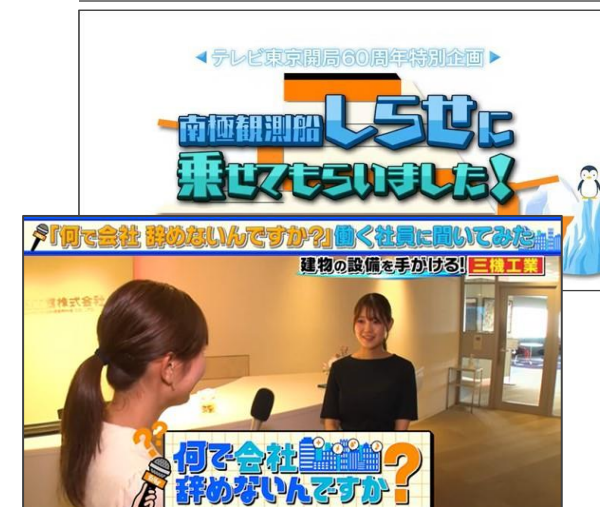 テレビ東京開局60周年特別企画
南極観測船しらせに
乗せてもらいました!
「何で会社 辞めないんですか?」働く社員に聞いてみた
建物の設備を手がける! 三機工業
株式会社
??
何で会社
辞めないんですか?